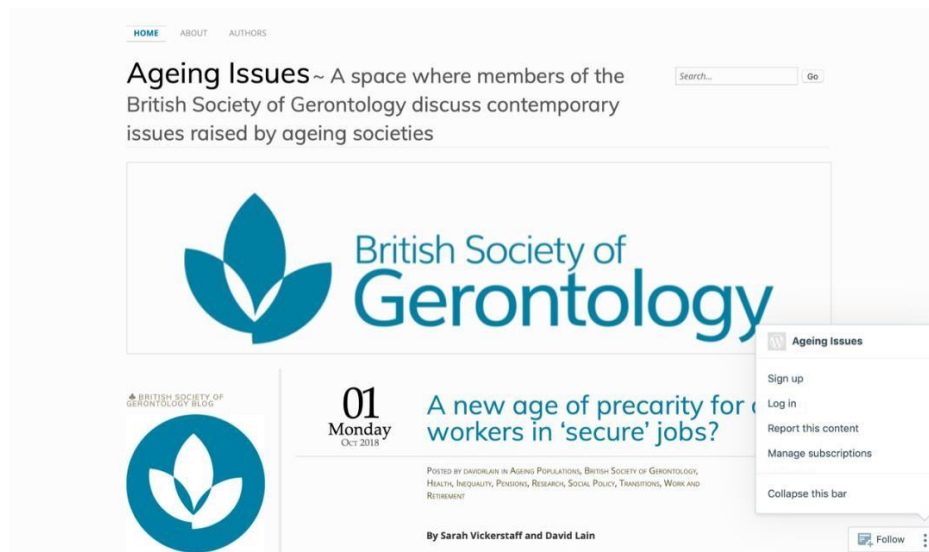 HOME ABOUT AUTHORS
Ageing Issues ~ A space where members of the
British Society of Gerontology discuss contemporary
issues raised by ageing societies
Search...
Go
British Society of
Gerontology
BRITISH SOCIETY OF
GERONTOLOGY BLOG
01
Monday
OCT 2018
A new age of precarity for
workers in ‘secure’ jobs?
POSTED BY DAVIDRLAIN IN AGEING POPULATIONS, BRITISH SOCIETY OF GERONTOLOGY,
HEALTH, INEQUALITY, PENSIONS, RESEARCH, SOCIAL POLICY, TRANSITIONS, WORK AND
RETIREMENT
By Sarah Vickerstaff and David Lain
Ageing Issues
Sign up
Log in
Report this content
Manage subscriptions
Collapse this bar
Follow